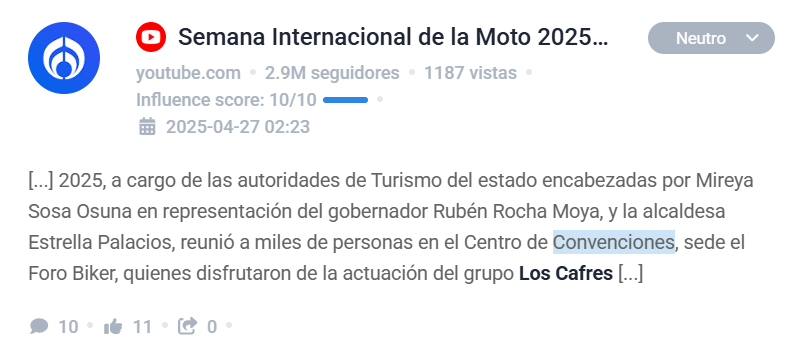 Semana Internacional de la Moto 2025...
Neutro
youtube.com • 2.9M seguidores • 1187 vistas •
Influence score: 10/10 •
2025-04-27 02:23
[...] 2025, a cargo de las autoridades de Turismo del estado encabezadas por Mireya
Sosa Osuna en representación del gobernador Rubén Rocha Moya, y la alcaldesa
Estrella Palacios, reunió a miles de personas en el Centro de Convenciones, sede el
Foro Biker, quienes disfrutaron de la actuación del grupo Los Cafres [...]
10 • 11 • 0 •